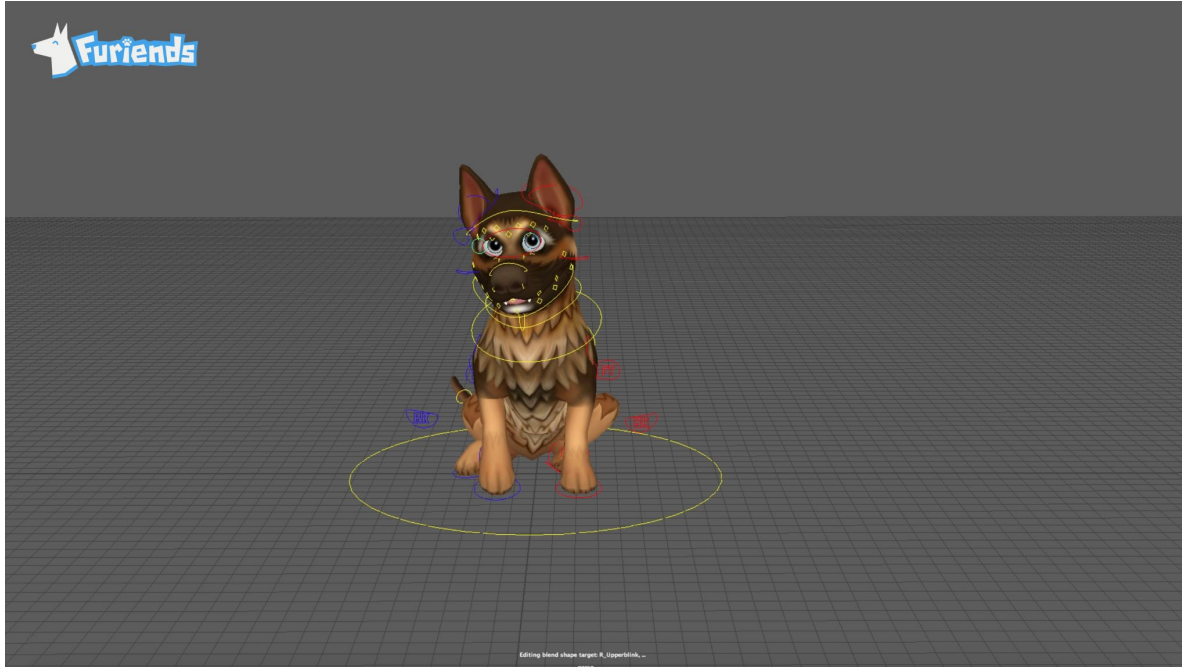 Furiends
Editing blend shape target: R_Upperblink, ...